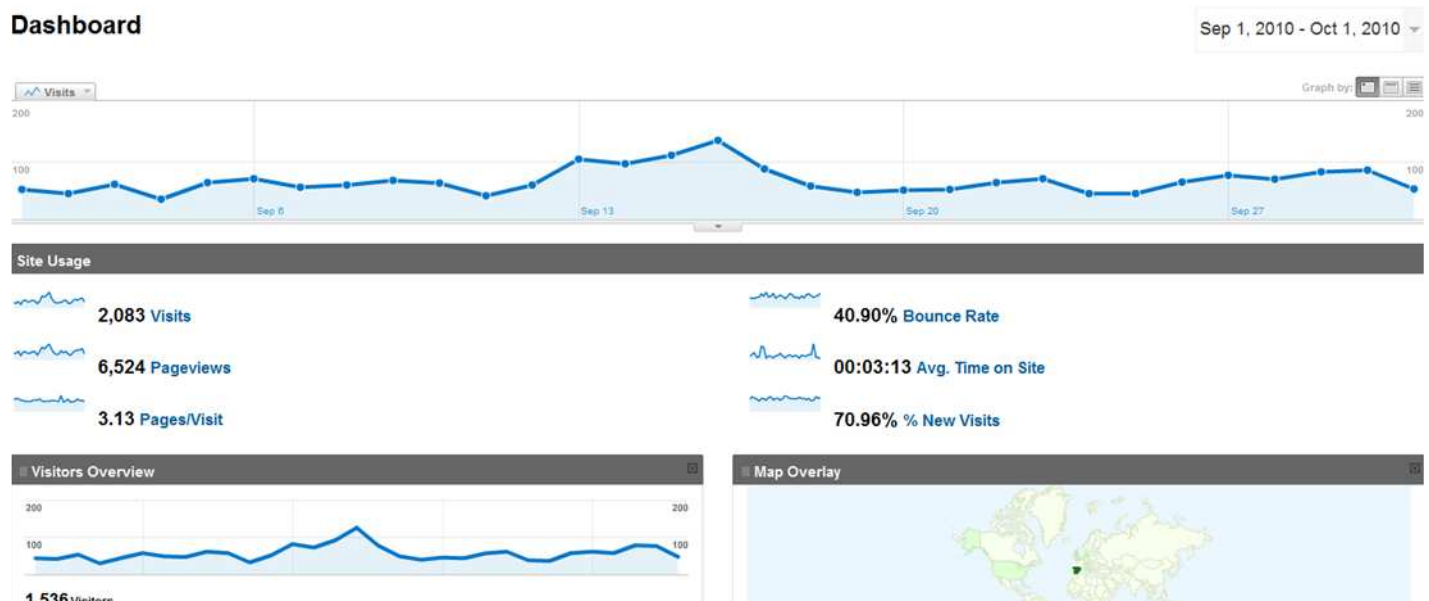 Dashboard
Sep 1, 2010 - Oct 1, 2010
Visits
Graph by:
200 200
100 100
Sep 6 Sep 13 Sep 20 Sep 27
Site Usage
2,083 Visits
40.90% Bounce Rate
6,524 Pageviews
00:03:13 Avg. Time on Site
3.13 Pages/Visit
70.96% % New Visits
Visitors Overview
Map Overlay
200 200
100 100
1,536 Visitors